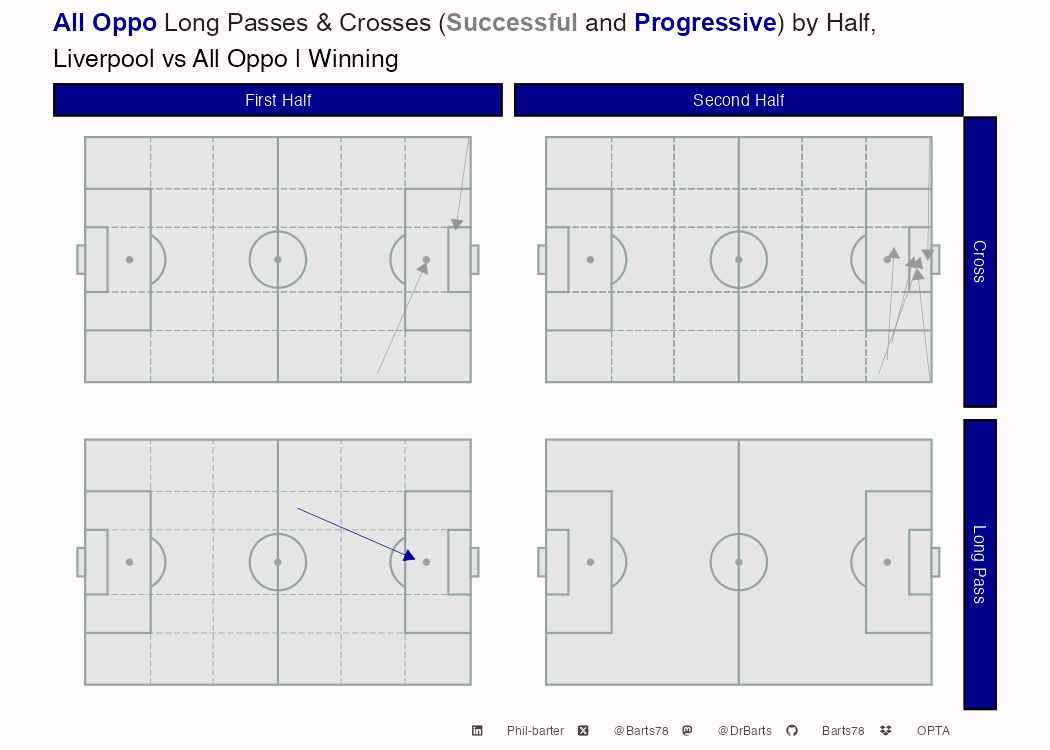 All Oppo Long Passes & Crosses (Successful and Progressive) by Half,
Liverpool vs All Oppo | Winning
First Half
Second Half
Cross
Long Pass
Phil-barter @Barts78 @DrBarts Barts78 OPTA